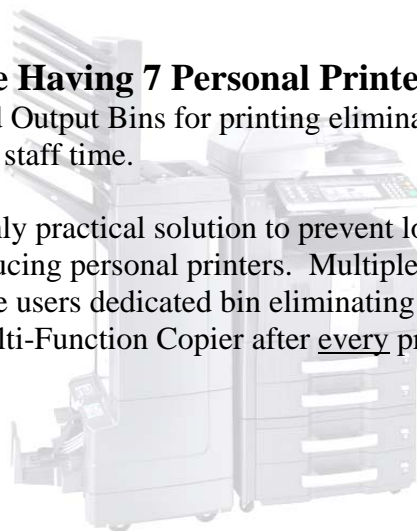 e Having 7 Personal Printe
d Output Bins for printing elimina
staff time.
nly practical solution to prevent lo
ucing personal printers. Multiple
e users dedicated bin eliminating
lti-Function Copier after every pr